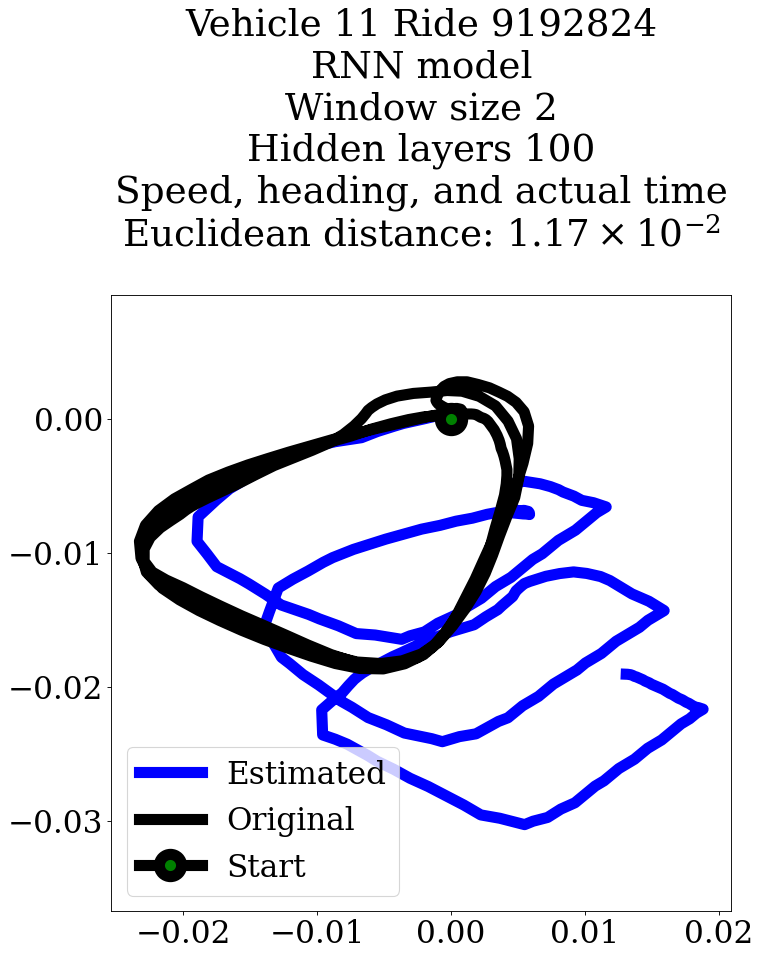 Vehicle 11 Ride 9192824
RNN model
Window size 2
Hidden layers 100
Speed, heading, and actual time
Euclidean distance: 1.17 × 10⁻²
0.00
−0.01
−0.02
−0.03
Estimated
Original
Start
−0.02 −0.01 0.00 0.01 0.02